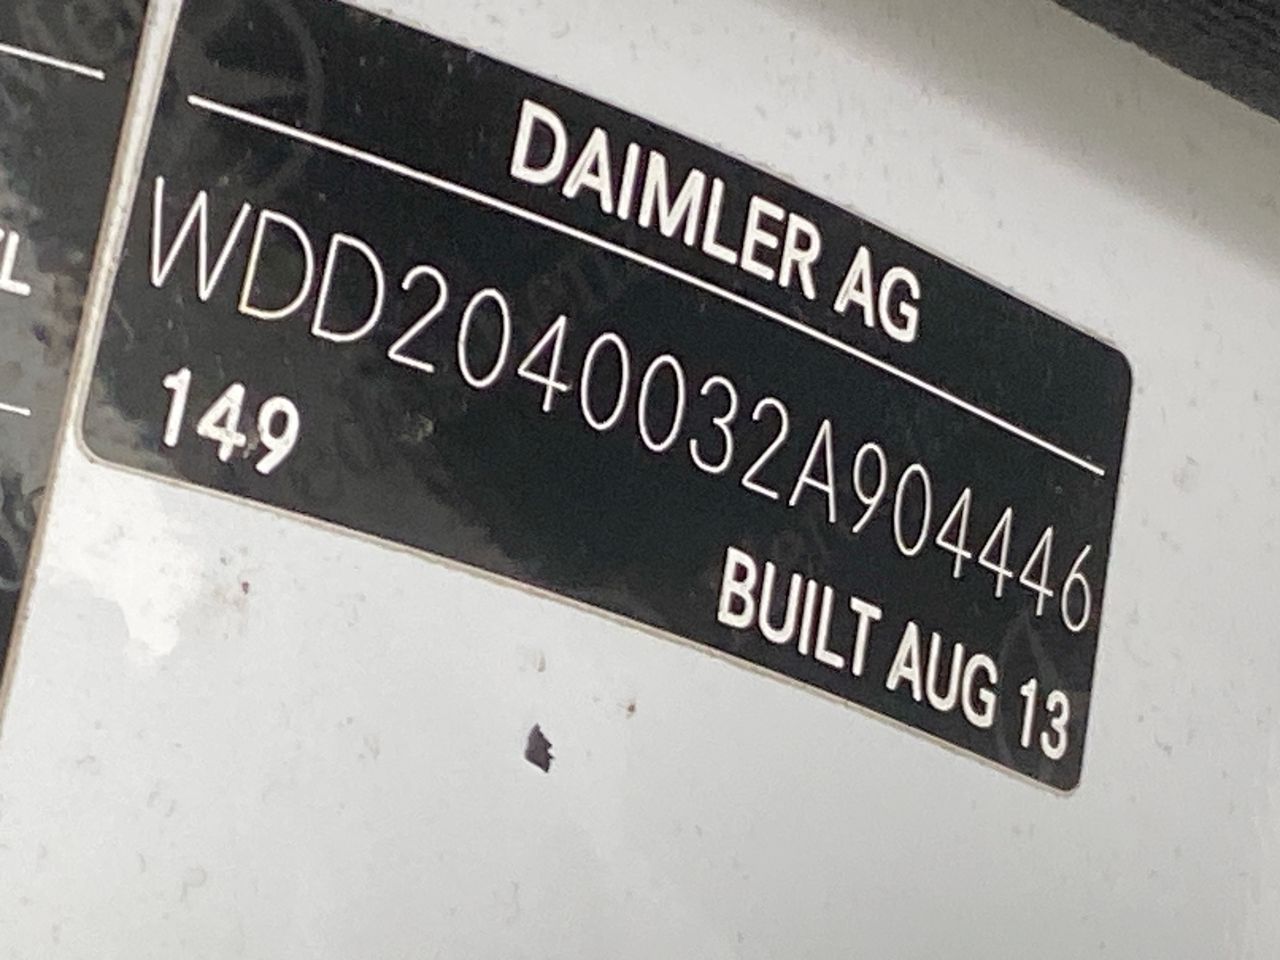 DAIMLER AG
WDD2040032A904446
149
BUILT AUG 13